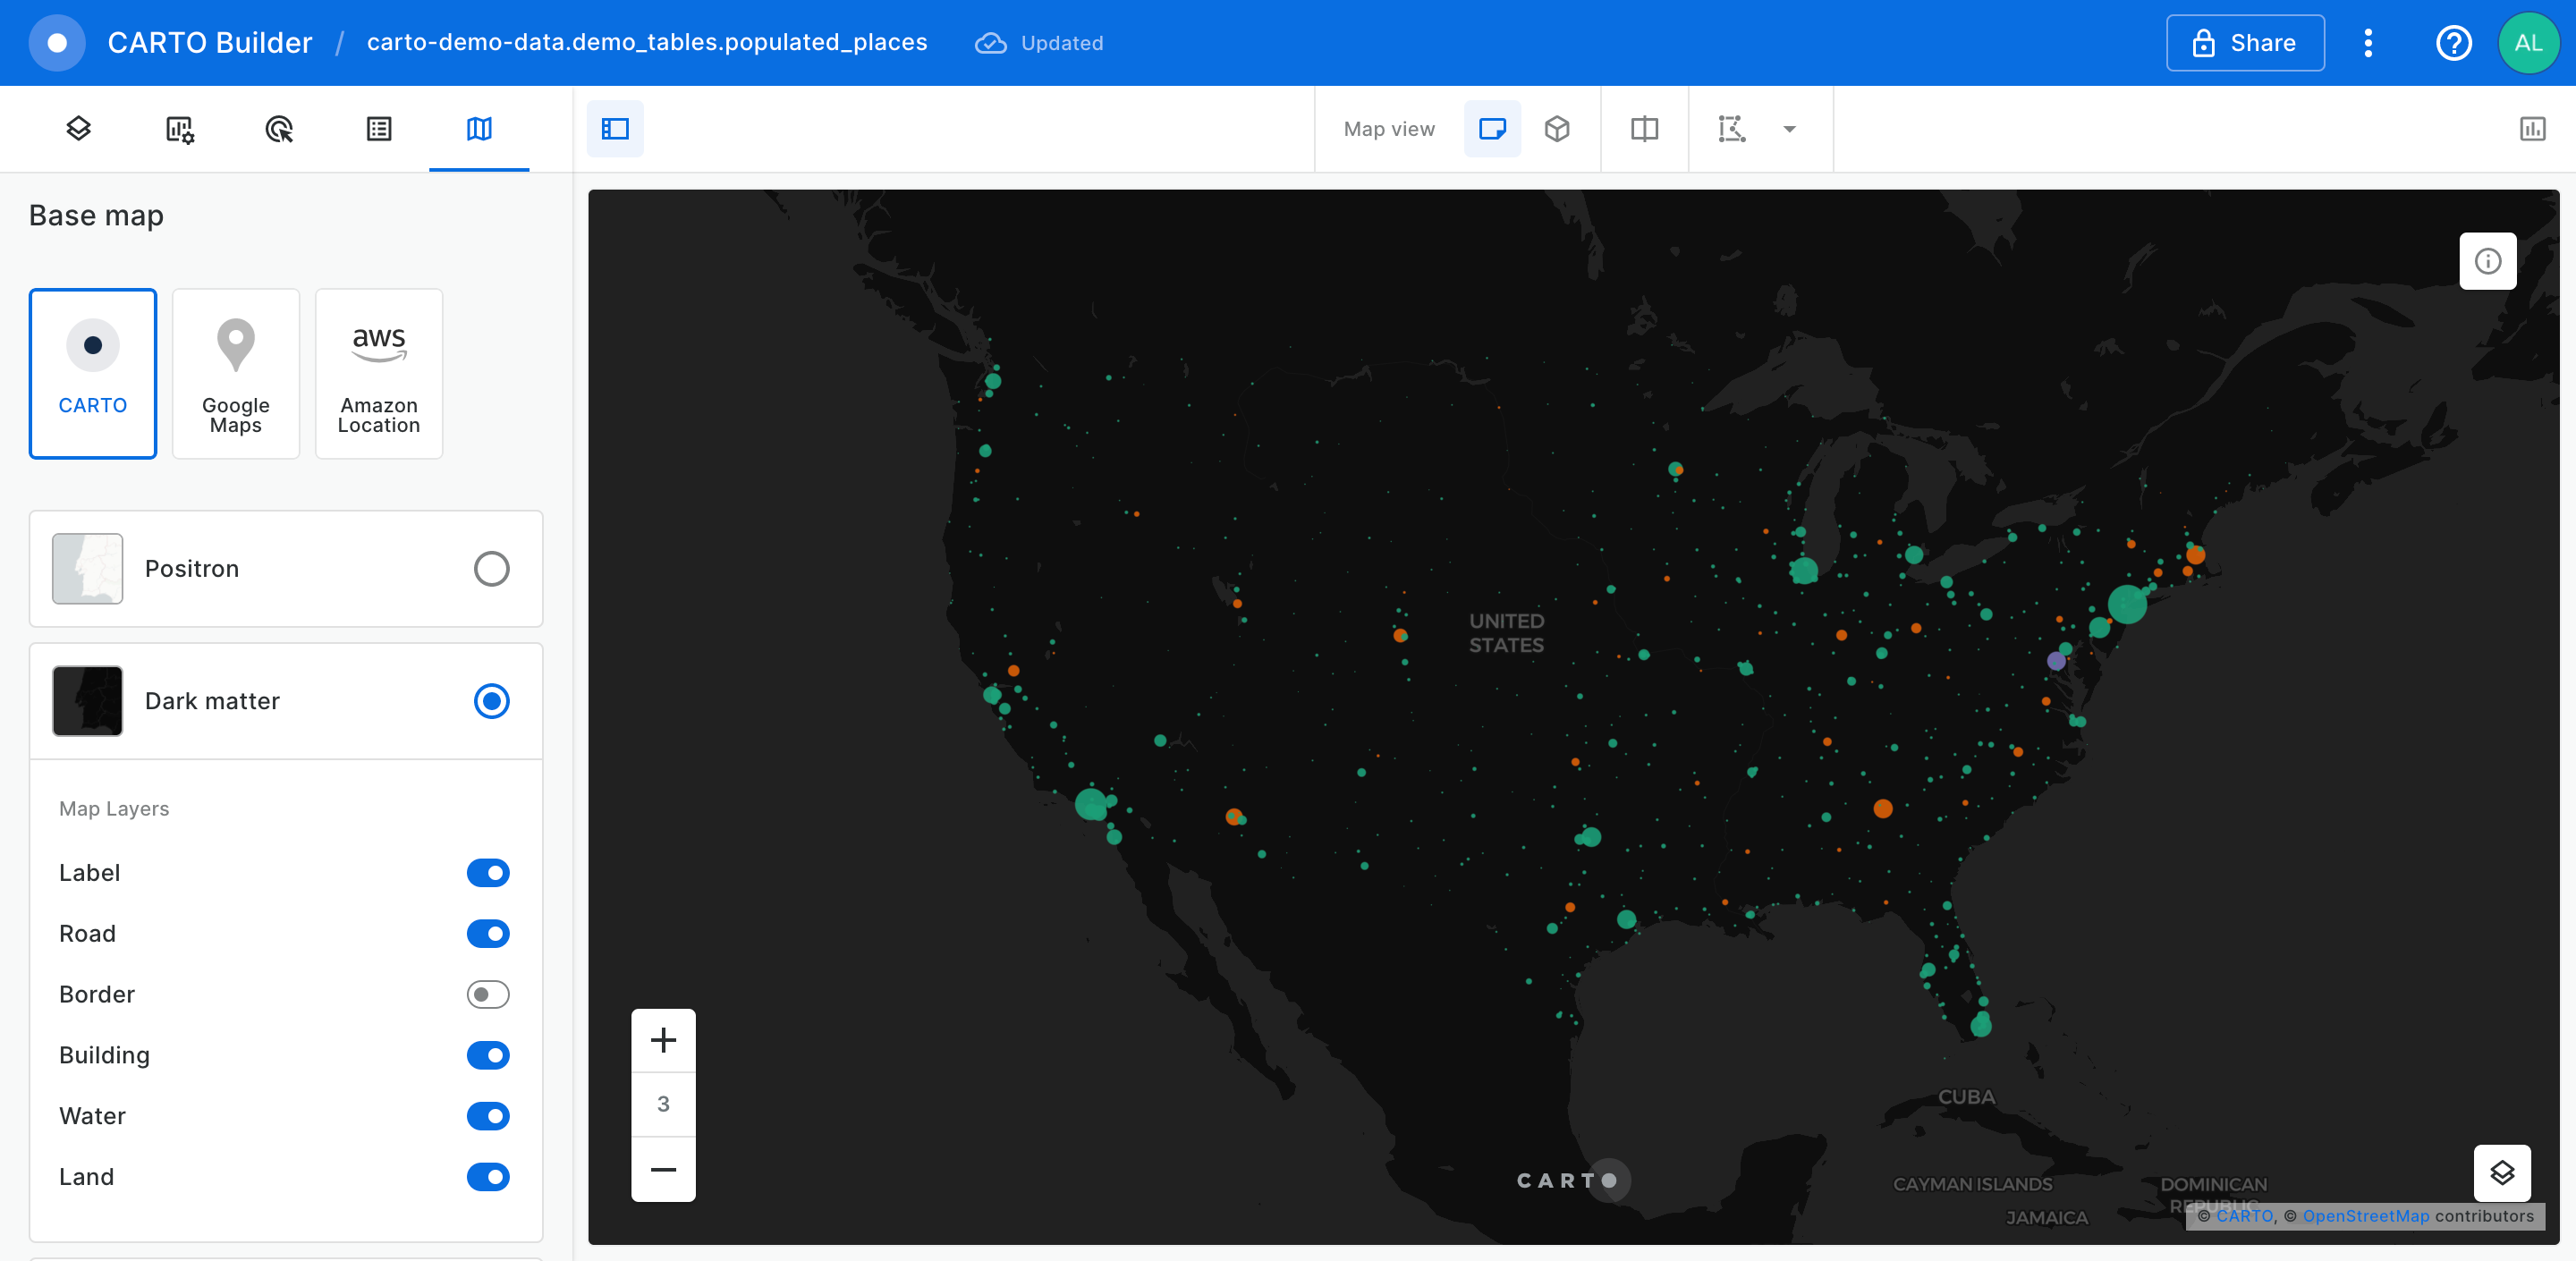 CARTO Builder / carto-demo-data.demo_tables.populated_places Updated Share AL
Map view
Base map
CARTO
Google
Maps
aws
Amazon
Location
Positron
Dark matter
Map Layers
Label
Road
Border
Building
Water
Land
UNITED
STATES
3
CUBA
CARTO
CAYMAN ISLANDS
DOMINICAN
REPUBLIC
JAMAICA
© CARTO, © OpenStreetMap contributors